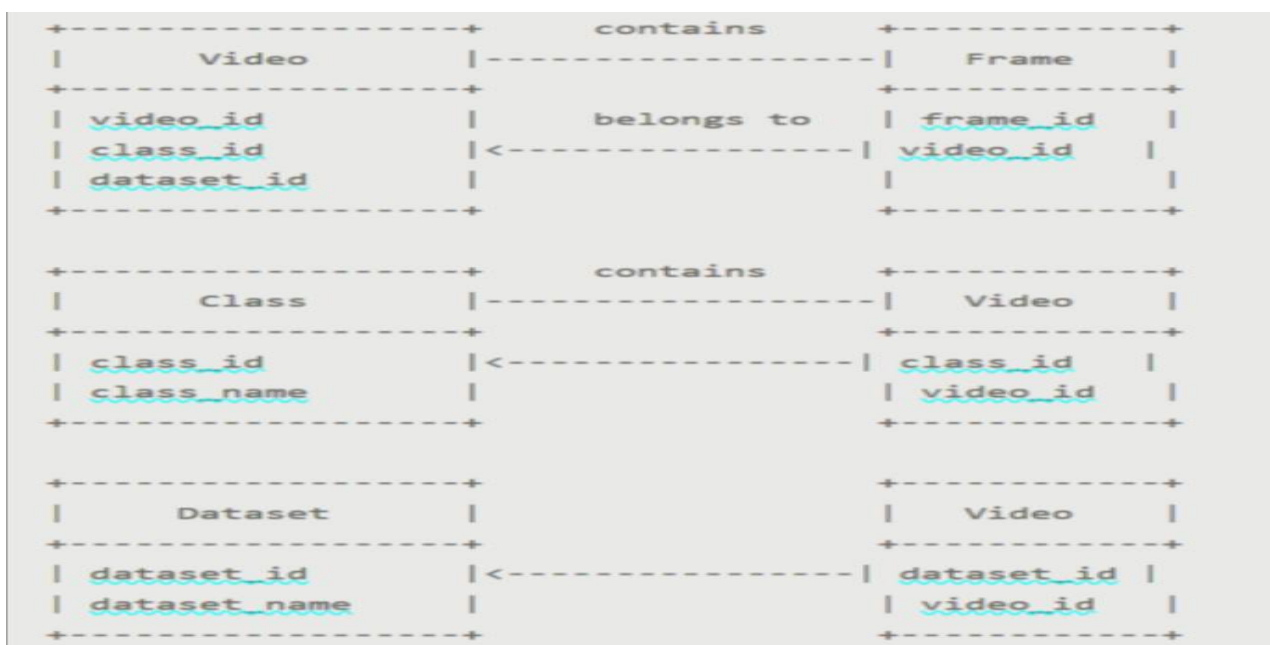 +-------------------+ contains +-------------+
| Video |------------------| Frame |
+-------------------+ +-------------+
| video_id | belongs to | frame_id |
| class_id |<----------------| video_id |
| dataset_id | | |
+-------------------+ +-------------+
+-------------------+ contains +-------------+
| Class |------------------| Video |
+-------------------+ +-------------+
| class_id |<----------------| class_id |
| class_name | | video_id |
+-------------------+ +-------------+
+-------------------+ +-------------+
| Dataset | | Video |
+-------------------+ +-------------+
| dataset_id |<----------------| dataset_id |
| dataset_name | | video_id |
+-------------------+ +-------------+